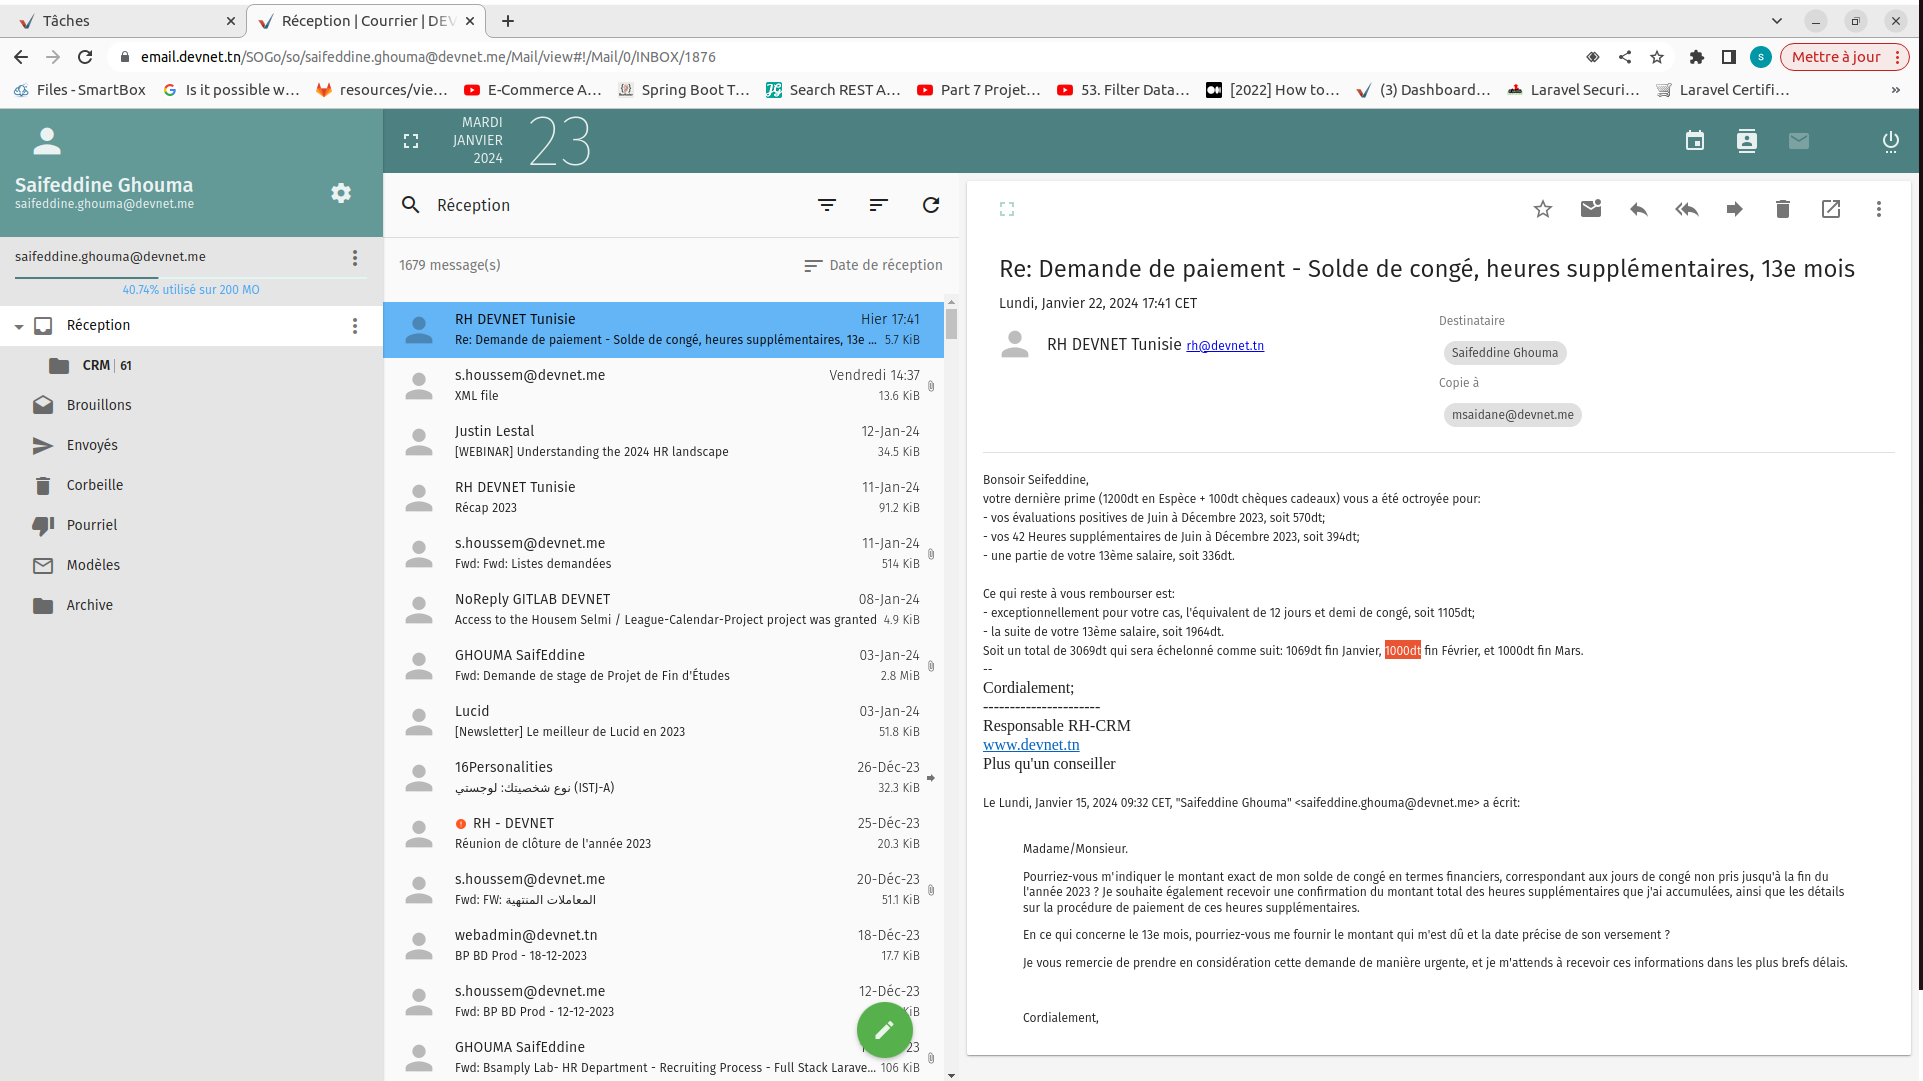 Tâches
Réception | Courrier | DEV
email.devnet.tn/SOGo/so/saifeddine.ghouma@devnet.me/Mail/view#!/Mail/0/INBOX/1876
S
Mettre à jour
Files - SmartBox
Is it possible w…
resources/vie…
E-Commerce A…
Spring Boot T…
Search REST A…
Part 7 Projet…
53. Filter Data…
[2022] How to…
(3) Dashboard…
Laravel Securi…
Laravel Certifi…
»
Saifeddine Ghouma
saifeddine.ghouma@devnet.me
MARDI
JANVIER
2024
23
saifeddine.ghouma@devnet.me
40.74% utilisé sur 200 MO
Réception
CRM | 61
Brouillons
Envoyés
Corbeille
Pourriel
Modèles
Archive
Réception
1679 message(s)
Date de réception
RH DEVNET Tunisie Hier 17:41
Re: Demande de paiement - Solde de congé, heures supplémentaires, 13e ... 5.7 KiB
s.houssem@devnet.me Vendredi 14:37
XML file 13.6 KiB
Justin Lestal 12-Jan-24
[WEBINAR] Understanding the 2024 HR landscape 34.5 KiB
RH DEVNET Tunisie 11-Jan-24
Récap 2023 91.2 KiB
s.houssem@devnet.me 11-Jan-24
Fwd: Fwd: Listes demandées 514 KiB
NoReply GITLAB DEVNET 08-Jan-24
Access to the Housem Selmi / League-Calendar-Project project was granted 4.9 KiB
GHOUMA SaifEddine 03-Jan-24
Fwd: Demande de stage de Projet de Fin d'Études 2.8 MiB
Lucid 03-Jan-24
[Newsletter] Le meilleur de Lucid en 2023 51.8 KiB
16Personalities 26-Déc-23
نوع شخصيتك: لوجستي (ISTJ-A) 32.3 KiB
RH - DEVNET 25-Déc-23
Réunion de clôture de l'année 2023 20.3 KiB
s.houssem@devnet.me 20-Déc-23
Fwd: FW: المعاملات المنتهية 51.1 KiB
webadmin@devnet.tn 18-Déc-23
BP BD Prod - 18-12-2023 17.7 KiB
s.houssem@devnet.me 12-Déc-23
Fwd: BP BD Prod - 12-12-2023 KiB
GHOUMA SaifEddine 23
Fwd: Bsamply Lab- HR Department - Recruiting Process - Full Stack Larave... 106 KiB
Re: Demande de paiement - Solde de congé, heures supplémentaires, 13e mois
Lundi, Janvier 22, 2024 17:41 CET
RH DEVNET Tunisie rh@devnet.tn
Destinataire
Saifeddine Ghouma
Copie à
msaidane@devnet.me
Bonsoir Seifeddine,
votre dernière prime (1200dt en Espèce + 100dt chèques cadeaux) vous a été octroyée pour:
- vos évaluations positives de Juin à Décembre 2023, soit 570dt;
- vos 42 Heures supplémentaires de Juin à Décembre 2023, soit 394dt;
- une partie de votre 13ème salaire, soit 336dt.
Ce qui reste à vous rembourser est:
- exceptionnellement pour votre cas, l'équivalent de 12 jours et demi de congé, soit 1105dt;
- la suite de votre 13ème salaire, soit 1964dt.
Soit un total de 3069dt qui sera échelonné comme suit: 1069dt fin Janvier, 1000dt fin Février, et 1000dt fin Mars.
--
Cordialement;
----------------------
Responsable RH-CRM
www.devnet.tn
Plus qu'un conseiller
Le Lundi, Janvier 15, 2024 09:32 CET, "Saifeddine Ghouma" <saifeddine.ghouma@devnet.me> a écrit:
Madame/Monsieur.
Pourriez-vous m'indiquer le montant exact de mon solde de congé en termes financiers, correspondant aux jours de congé non pris jusqu'à la fin du
l'année 2023 ? Je souhaite également recevoir une confirmation du montant total des heures supplémentaires que j'ai accumulées, ainsi que les détails
sur la procédure de paiement de ces heures supplémentaires.
En ce qui concerne le 13e mois, pourriez-vous me fournir le montant qui m'est dû et la date précise de son versement ?
Je vous remercie de prendre en considération cette demande de manière urgente, et je m'attends à recevoir ces informations dans les plus brefs délais.
Cordialement,